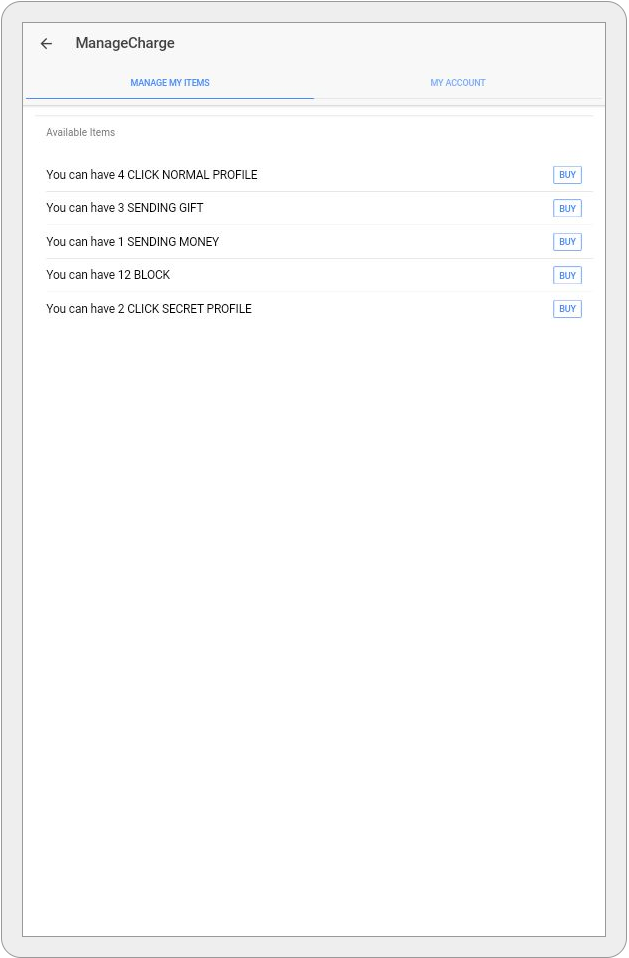 ManageCharge
MANAGE MY ITEMS
MY ACCOUNT
Available Items
You can have 4 CLICK NORMAL PROFILE
BUY
You can have 3 SENDING GIFT
BUY
You can have 1 SENDING MONEY
BUY
You can have 12 BLOCK
BUY
You can have 2 CLICK SECRET PROFILE
BUY